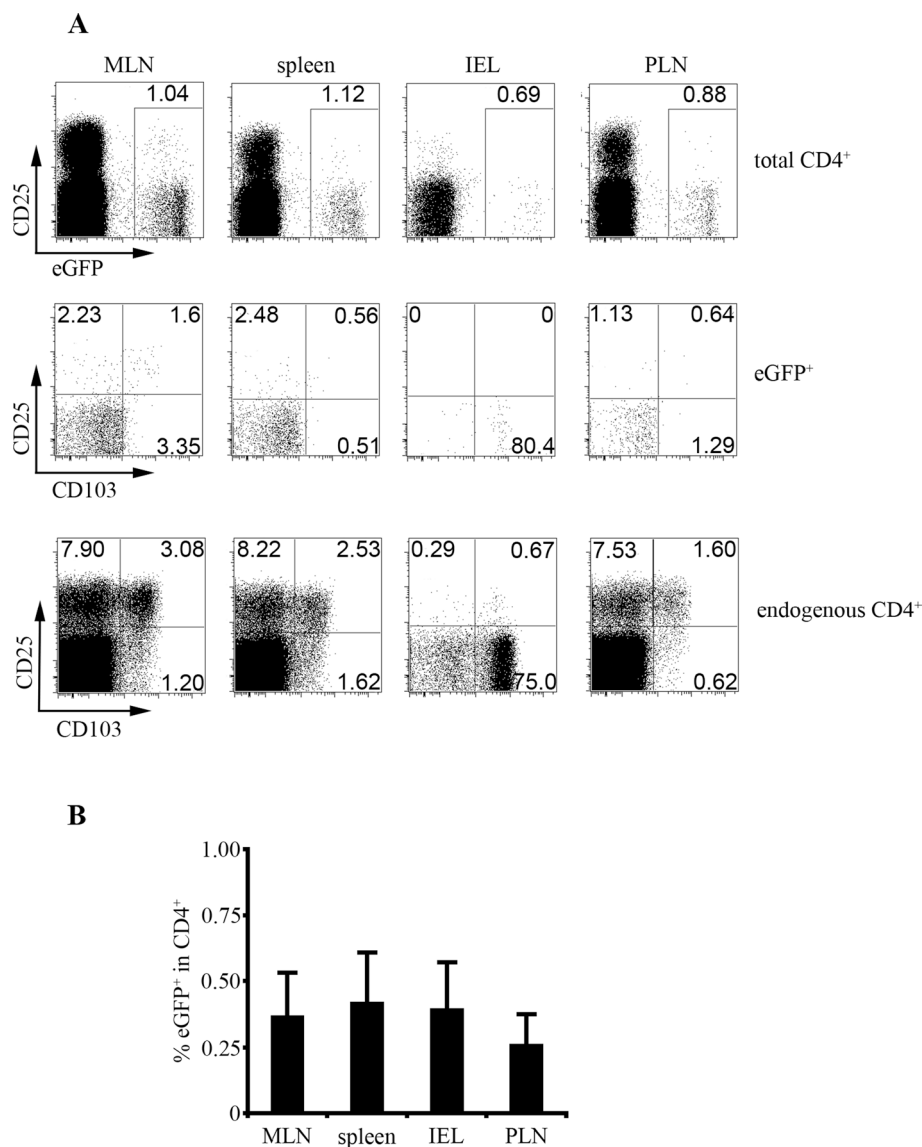 A
MLN spleen IEL PLN
1.04 1.12 0.69 0.88
total CD4⁺
CD25
eGFP
2.23 1.6 2.48 0.56 0 0 1.13 0.64
eGFP⁺
CD25
3.35 0.51 80.4 1.29
CD103
7.90 3.08 8.22 2.53 0.29 0.67 7.53 1.60
endogenous CD4⁺
CD25
1.20 1.62 75.0 0.62
CD103
B
% eGFP⁺ in CD4⁺
1.00
0.75
0.50
0.25
0
MLN spleen IEL PLN